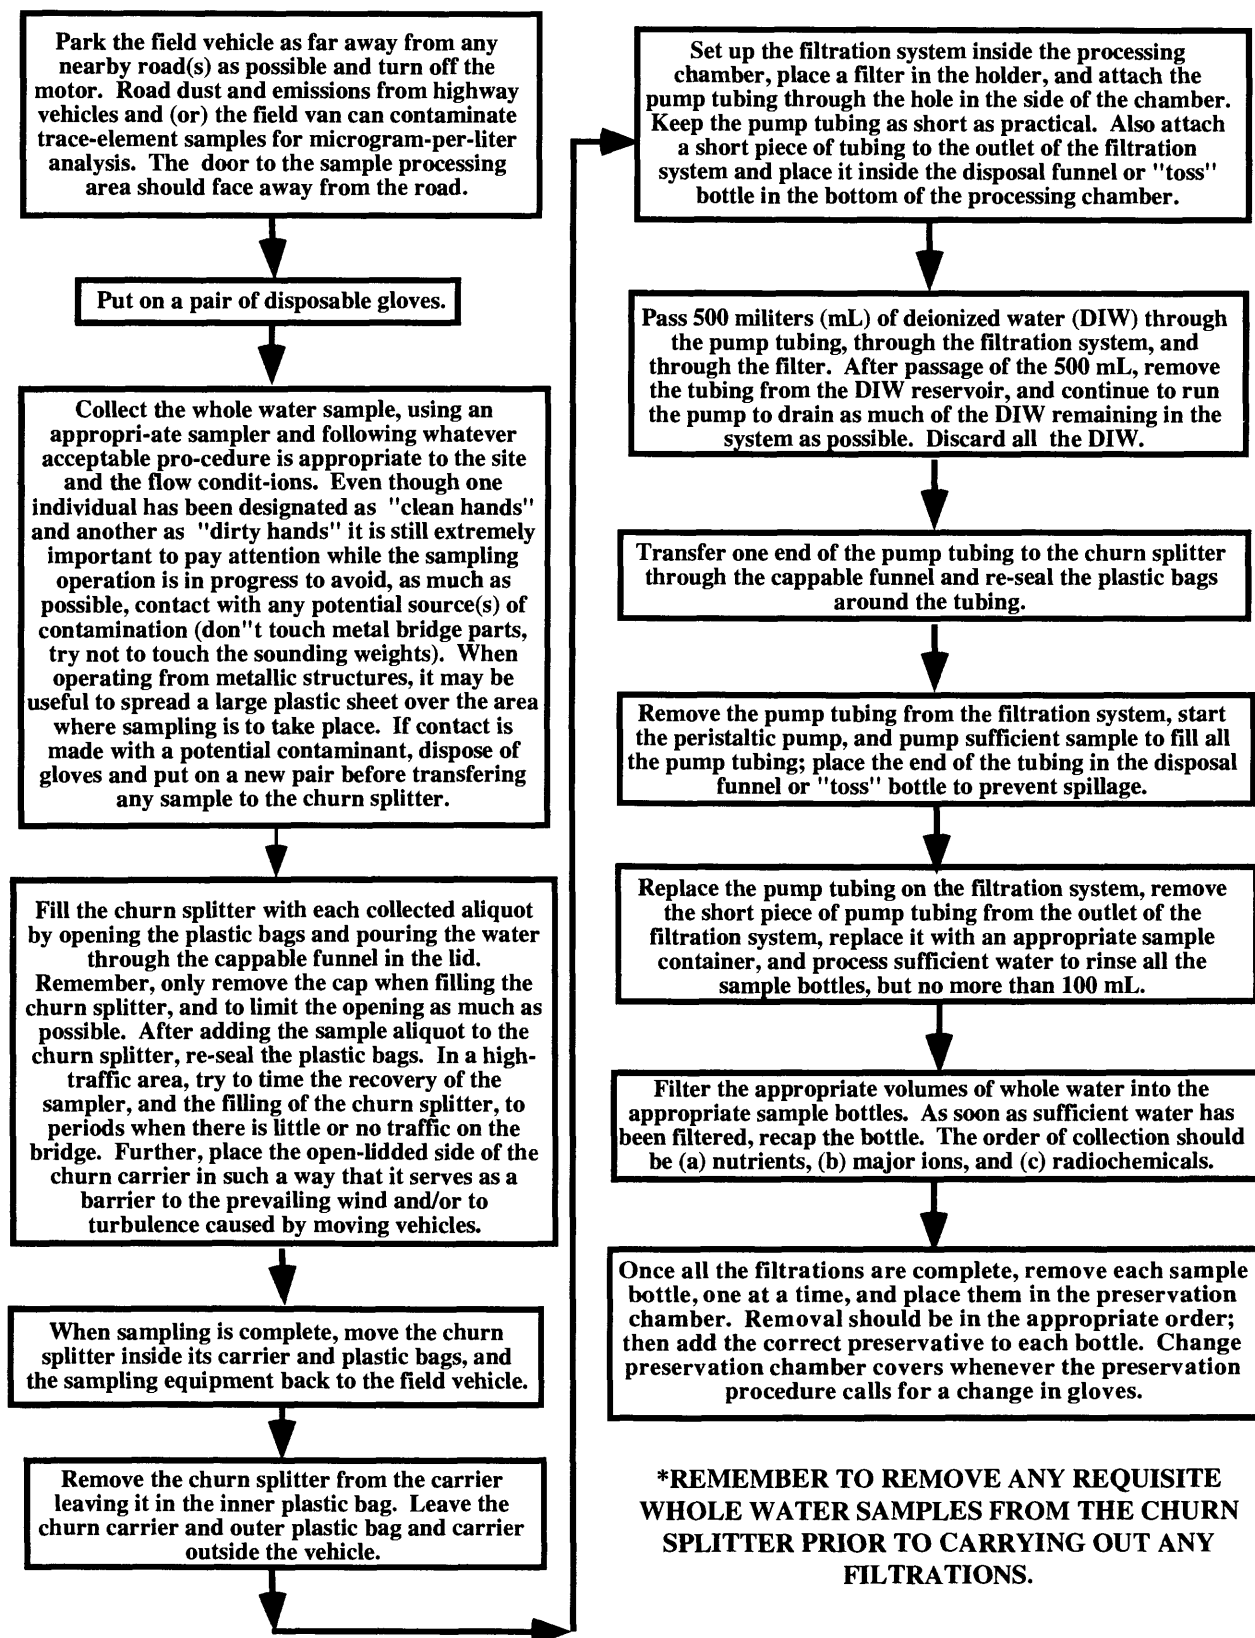 Park the field vehicle as far away from any
nearby road(s) as possible and turn off the
motor. Road dust and emissions from highway
vehicles and (or) the field van can contaminate
trace-element samples for microgram-per-liter
analysis. The door to the sample processing
area should face away from the road.
Put on a pair of disposable gloves.
Collect the whole water sample, using an
appropri-ate sampler and following whatever
acceptable pro-cedure is appropriate to the site
and the flow condit-ions. Even though one
individual has been designated as "clean hands"
and another as "dirty hands" it is still extremely
important to pay attention while the sampling
operation is in progress to avoid, as much as
possible, contact with any potential source(s) of
contamination (don"t touch metal bridge parts,
try not to touch the sounding weights). When
operating from metallic structures, it may be
useful to spread a large plastic sheet over the area
where sampling is to take place. If contact is
made with a potential contaminant, dispose of
gloves and put on a new pair before transfering
any sample to the churn splitter.
Fill the churn splitter with each collected aliquot
by opening the plastic bags and pouring the water
through the cappable funnel in the lid.
Remember, only remove the cap when filling the
churn splitter, and to limit the opening as much as
possible. After adding the sample aliquot to the
churn splitter, re-seal the plastic bags. In a high-
traffic area, try to time the recovery of the
sampler, and the filling of the churn splitter, to
periods when there is little or no traffic on the
bridge. Further, place the open-lidded side of the
churn carrier in such a way that it serves as a
barrier to the prevailing wind and/or to
turbulence caused by moving vehicles.
When sampling is complete, move the churn
splitter inside its carrier and plastic bags, and
the sampling equipment back to the field vehicle.
Remove the churn splitter from the carrier
leaving it in the inner plastic bag. Leave the
churn carrier and outer plastic bag and carrier
outside the vehicle.
Set up the filtration system inside the processing
chamber, place a filter in the holder, and attach the
pump tubing through the hole in the side of the chamber.
Keep the pump tubing as short as practical. Also attach
a short piece of tubing to the outlet of the filtration
system and place it inside the disposal funnel or "toss"
bottle in the bottom of the processing chamber.
Pass 500 militers (mL) of deionized water (DIW) through
the pump tubing, through the filtration system, and
through the filter. After passage of the 500 mL, remove
the tubing from the DIW reservoir, and continue to run
the pump to drain as much of the DIW remaining in the
system as possible. Discard all the DIW.
Transfer one end of the pump tubing to the churn splitter
through the cappable funnel and re-seal the plastic bags
around the tubing.
Remove the pump tubing from the filtration system, start
the peristaltic pump, and pump sufficient sample to fill all
the pump tubing; place the end of the tubing in the disposal
funnel or "toss" bottle to prevent spillage.
Replace the pump tubing on the filtration system, remove
the short piece of pump tubing from the outlet of the
filtration system, replace it with an appropriate sample
container, and process sufficient water to rinse all the
sample bottles, but no more than 100 mL.
Filter the appropriate volumes of whole water into the
appropriate sample bottles. As soon as sufficient water has
been filtered, recap the bottle. The order of collection should
be (a) nutrients, (b) major ions, and (c) radiochemicals.
Once all the filtrations are complete, remove each sample
bottle, one at a time, and place them in the preservation
chamber. Removal should be in the appropriate order;
then add the correct preservative to each bottle. Change
preservation chamber covers whenever the preservation
procedure calls for a change in gloves.
*REMEMBER TO REMOVE ANY REQUISITE
WHOLE WATER SAMPLES FROM THE CHURN
SPLITTER PRIOR TO CARRYING OUT ANY
FILTRATIONS.